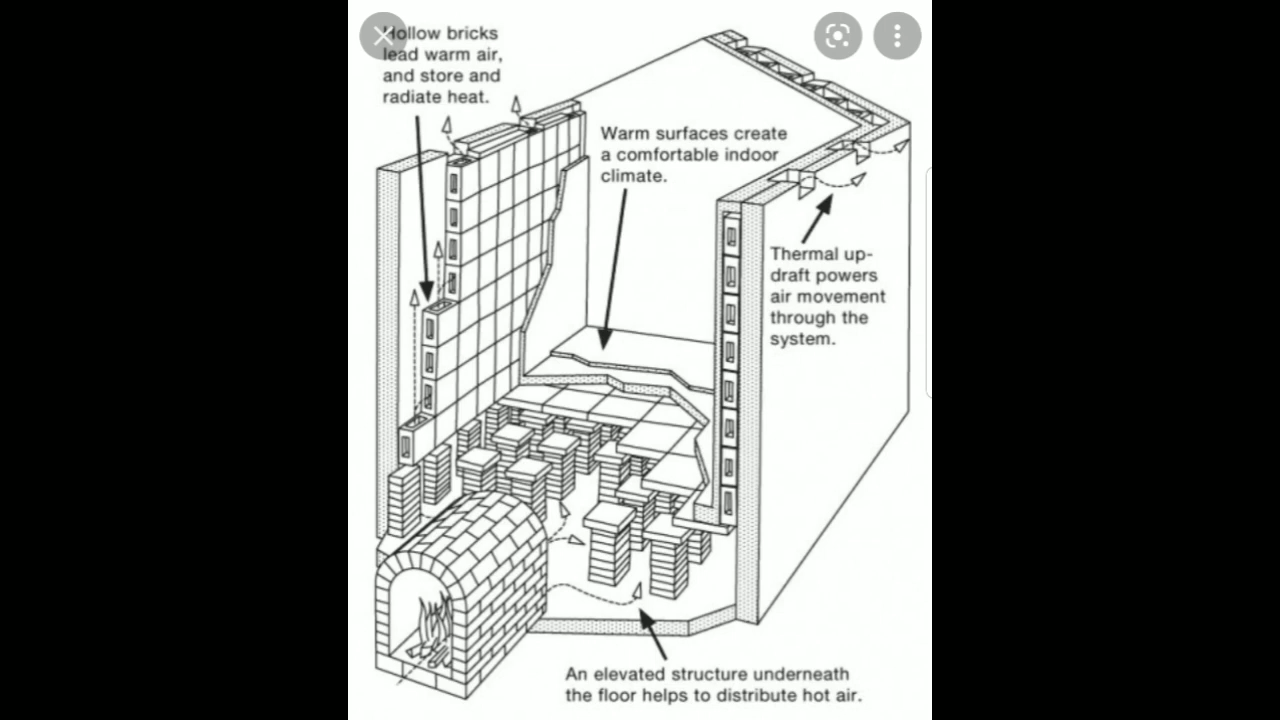 Hollow bricks
lead warm air,
and store and
radiate heat.
Warm surfaces create
a comfortable indoor
climate.
Thermal up-
draft powers
air movement
through the
system.
An elevated structure underneath
the floor helps to distribute hot air.